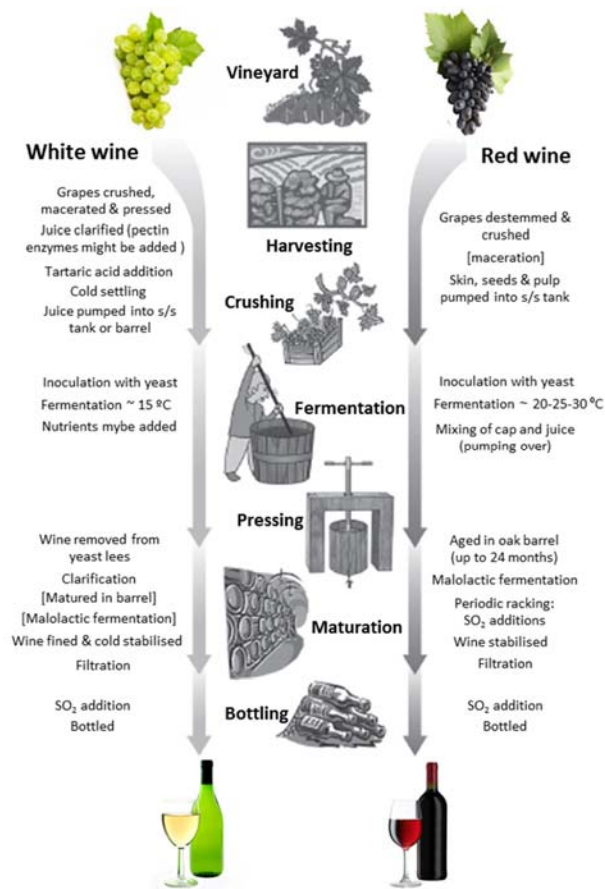 Vineyard
White wine
Red wine
Grapes crushed,
macerated & pressed
Juice clarified (pectin
enzymes might be added )
Tartaric acid addition
Cold settling
Juice pumped into s/s
tank or barrel
Harvesting
Grapes destemmed &
crushed
[maceration]
Skin, seeds & pulp
pumped into s/s tank
Crushing
Inoculation with yeast
Fermentation ~ 15 ºC
Nutrients mybe added
Fermentation
Inoculation with yeast
Fermentation ~ 20-25-30 ⁰C
Mixing of cap and juice
(pumping over)
Pressing
Wine removed from
yeast lees
Clarification
[Matured in barrel]
[Malolactic fermentation]
Wine fined & cold stabilised
Filtration
Maturation
Aged in oak barrel
(up to 24 months)
Malolactic fermentation
Periodic racking:
SO₂ additions
Wine stabilised
Filtration
Bottling
SO₂ addition
Bottled
SO₂ addition
Bottled